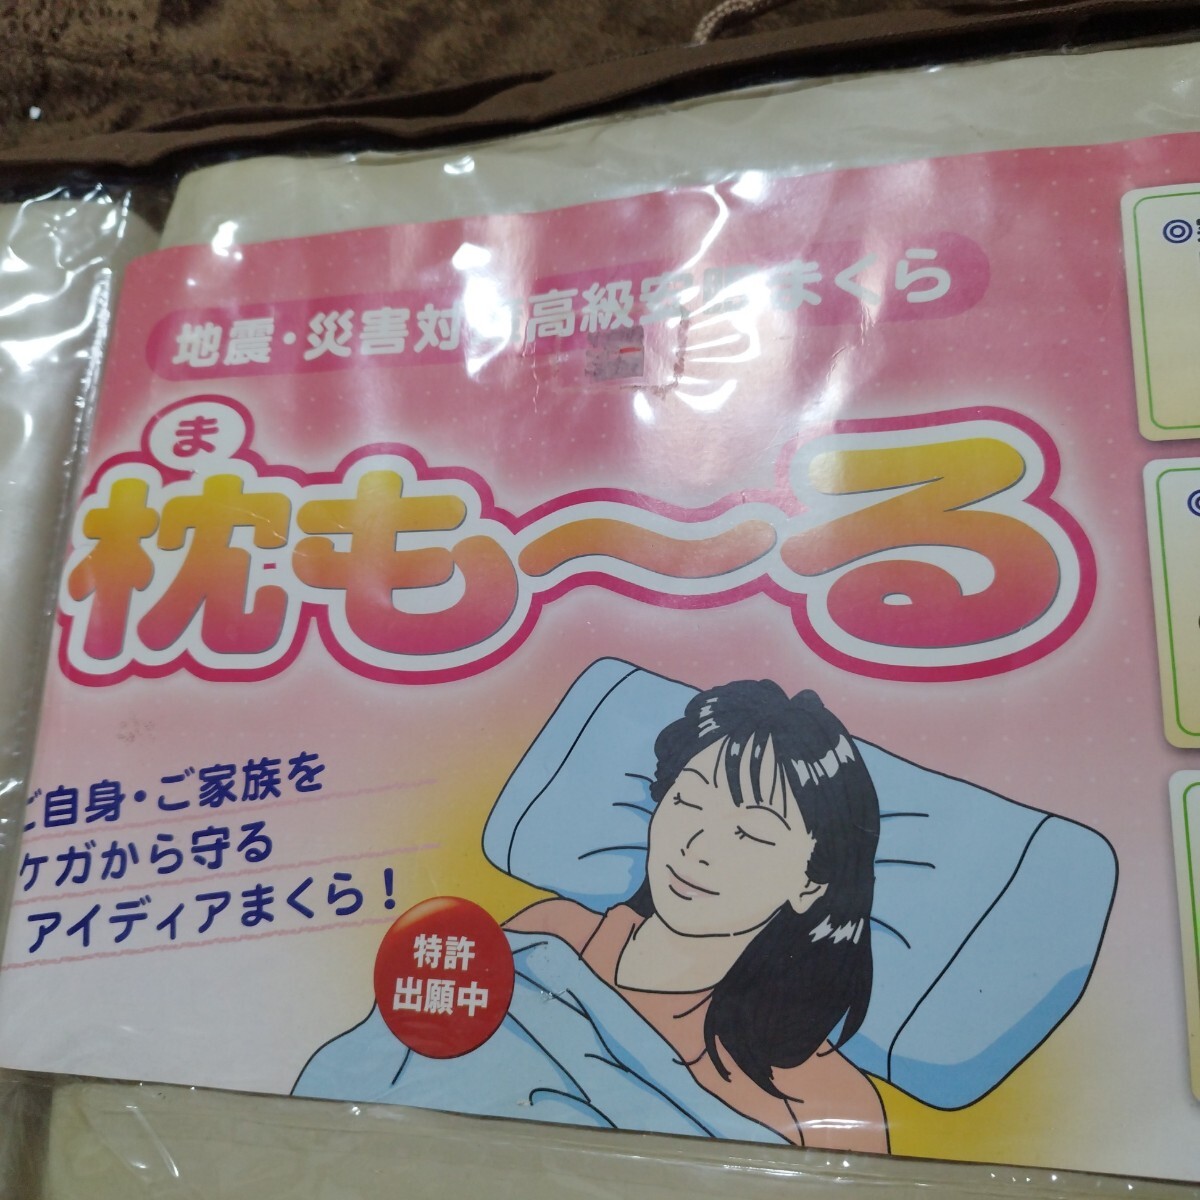 地震・災害対応高級安眠まくら
ま
枕も〜る
ご自身・ご家族を
ケガから守る
アイディアまくら！
特許
出願中
◎